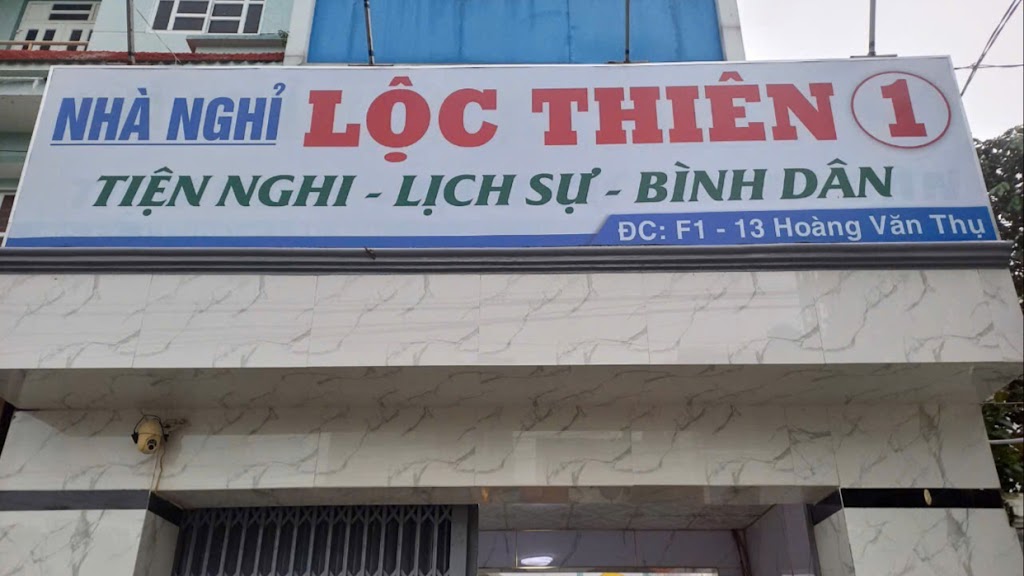 NHÀ NGHỈ LỘC THIÊN 1
TIỆN NGHI - LỊCH SỰ - BÌNH DÂN
ĐC: F1 - 13 Hoàng Văn Thụ